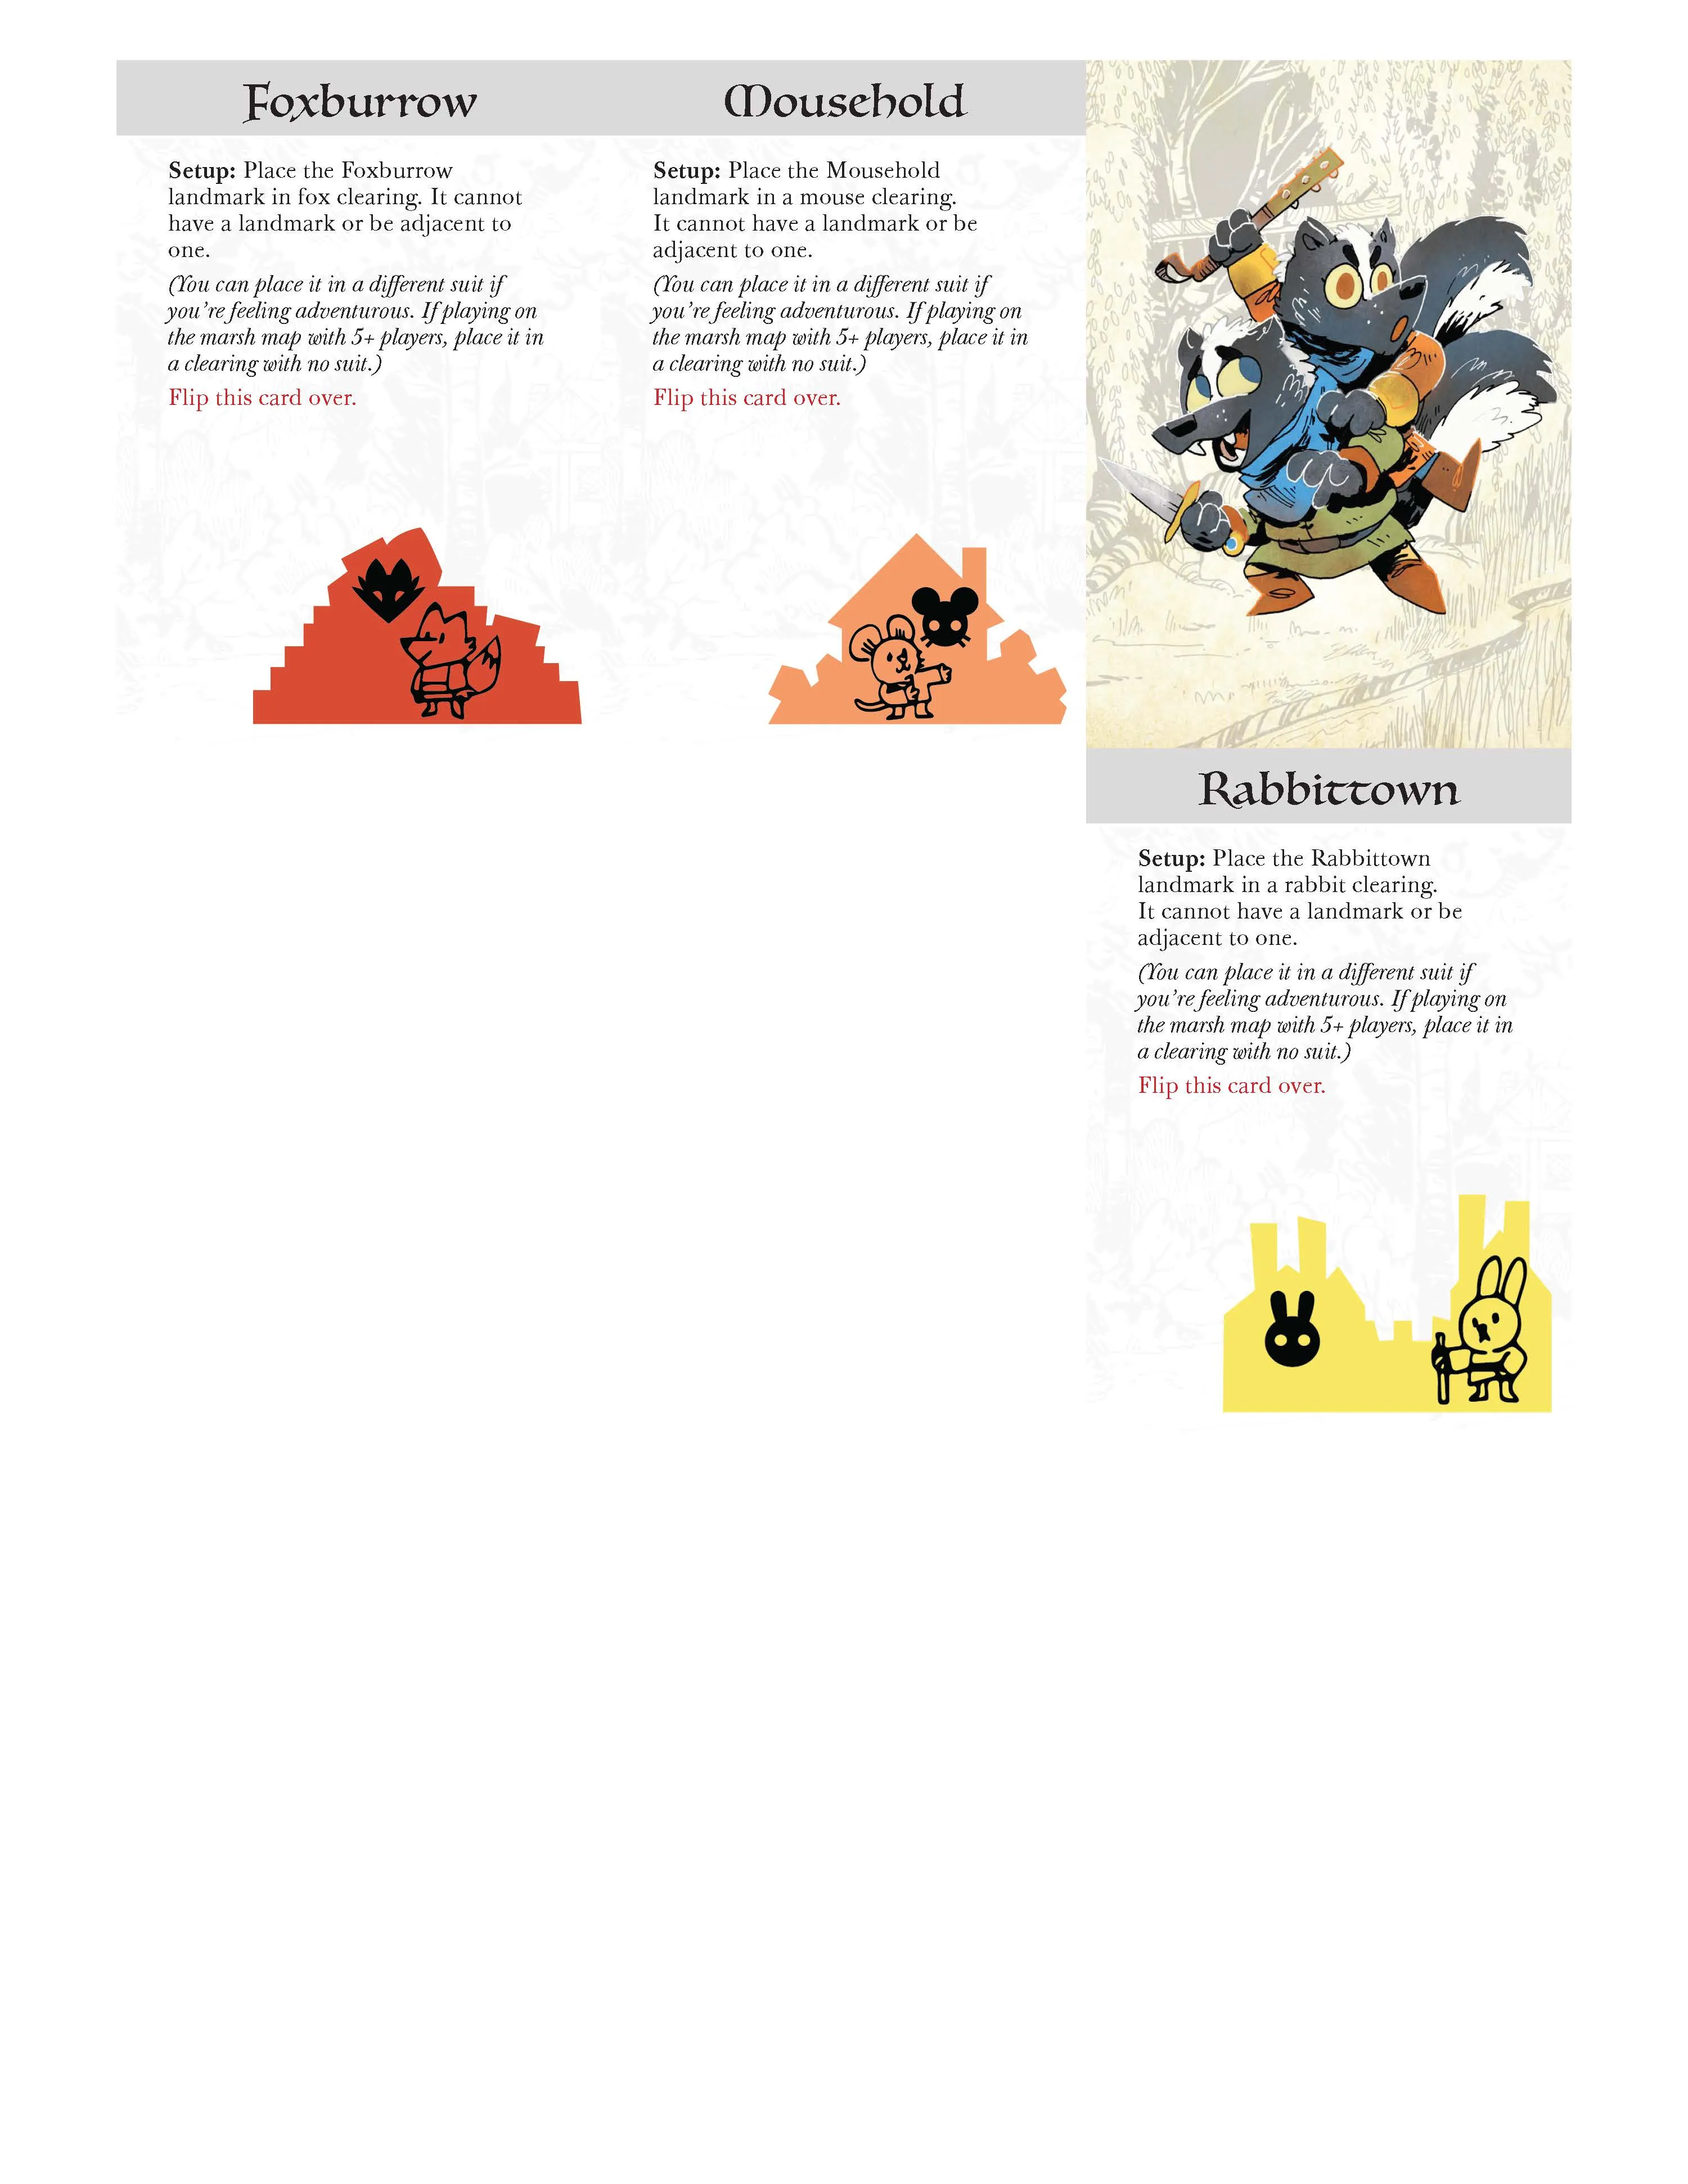 Foxburrow
Setup: Place the Foxburrow
landmark in fox clearing. It cannot
have a landmark or be adjacent to
one.
(You can place it in a different suit if
you’re feeling adventurous. If playing on
the marsh map with 5+ players, place it in
a clearing with no suit.)
Flip this card over.
Mousehold
Setup: Place the Mousehold
landmark in a mouse clearing.
It cannot have a landmark or be
adjacent to one.
(You can place it in a different suit if
you’re feeling adventurous. If playing on
the marsh map with 5+ players, place it in
a clearing with no suit.)
Flip this card over.
Rabbittown
Setup: Place the Rabbittown
landmark in a rabbit clearing.
It cannot have a landmark or be
adjacent to one.
(You can place it in a different suit if
you’re feeling adventurous. If playing on
the marsh map with 5+ players, place it in
a clearing with no suit.)
Flip this card over.